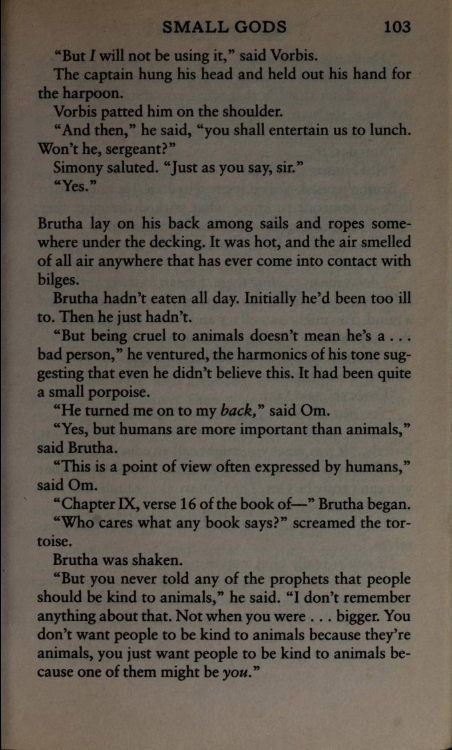 SMALL GODS 103
“But I will not be using it,” said Vorbis.
The captain hung his head and held out his hand for
the harpoon.
Vorbis patted him on the shoulder.
“And then,” he said, “you shall entertain us to lunch.
Won’t he, sergeant?”
Simony saluted. “Just as you say, sir.”
“Yes.”
Brutha lay on his back among sails and ropes some-
where under the decking. It was hot, and the air smelled
of all air anywhere that has ever come into contact with
bilges.
Brutha hadn’t eaten all day. Initially he’d been too ill
to. Then he just hadn’t.
“But being cruel to animals doesn’t mean he’s a . . .
bad person,” he ventured, the harmonics of his tone sug-
gesting that even he didn’t believe this. It had been quite
a small porpoise.
“He turned me on to my back,” said Om.
“Yes, but humans are more important than animals,”
said Brutha.
“This is a point of view often expressed by humans,”
said Om.
“Chapter IX, verse 16 of the book of—” Brutha began.
“Who cares what any book says?” screamed the tor-
toise.
Brutha was shaken.
“But you never told any of the prophets that people
should be kind to animals,” he said. “I don’t remember
anything about that. Not when you were . . . bigger. You
don’t want people to be kind to animals because they’re
animals, you just want people to be kind to animals be-
cause one of them might be you.”